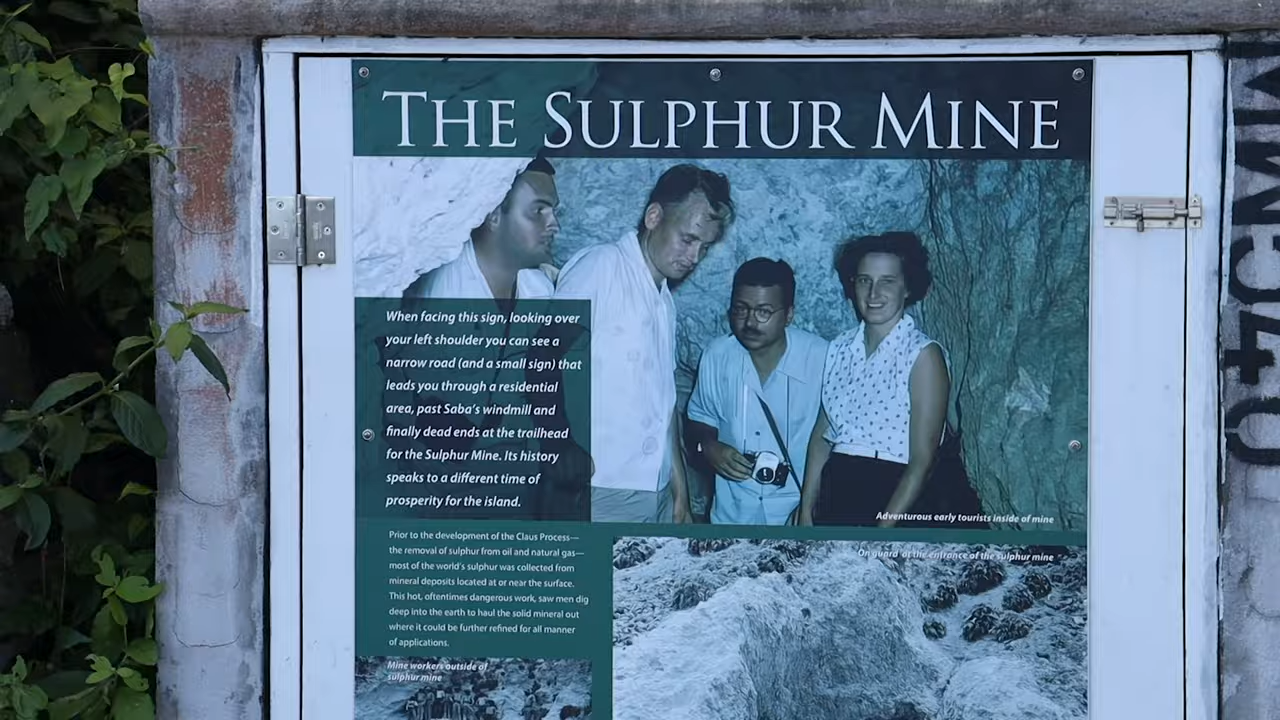 THE SULPHUR MINE
When facing this sign, looking over
your left shoulder you can see a
narrow road (and a small sign) that
leads you through a residential
area, past Saba's windmill and
finally dead ends at the trailhead
for the Sulphur Mine. Its history
speaks to a different time of
prosperity for the island.
Adventurous early tourists inside of mine
Prior to the development of the Claus Process—
the removal of sulphur from oil and natural gas—
most of the world's sulphur was collected from
mineral deposits located at or near the surface.
This hot, oftentimes dangerous work, saw men dig
deep into the earth to haul the solid mineral out
where it could be further refined for all manner
of applications.
On guard at the entrance of the sulphur mine
Mine workers outside of
sulphur mine